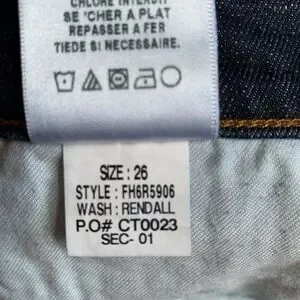 CHLORE INTERDIT
SE'CHER A PLAT
REPASSER A FER
TIEDE SI NECESSAIRE.
SIZE : 26
STYLE : FH6R5906
WASH : RENDALL
P.O# CT0023
SEC- 01